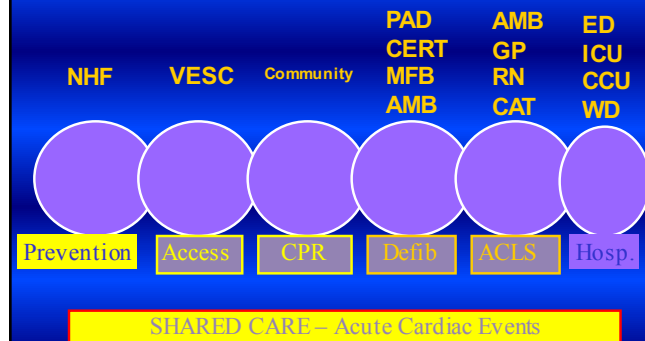 NHF
VESC
Community
PAD
CERT
MFB
AMB
AMB
GP
RN
CAT
ED
ICU
CCU
WD
Prevention
Access
CPR
Defib
ACLS
Hosp.
SHARED CARE – Acute Cardiac Events